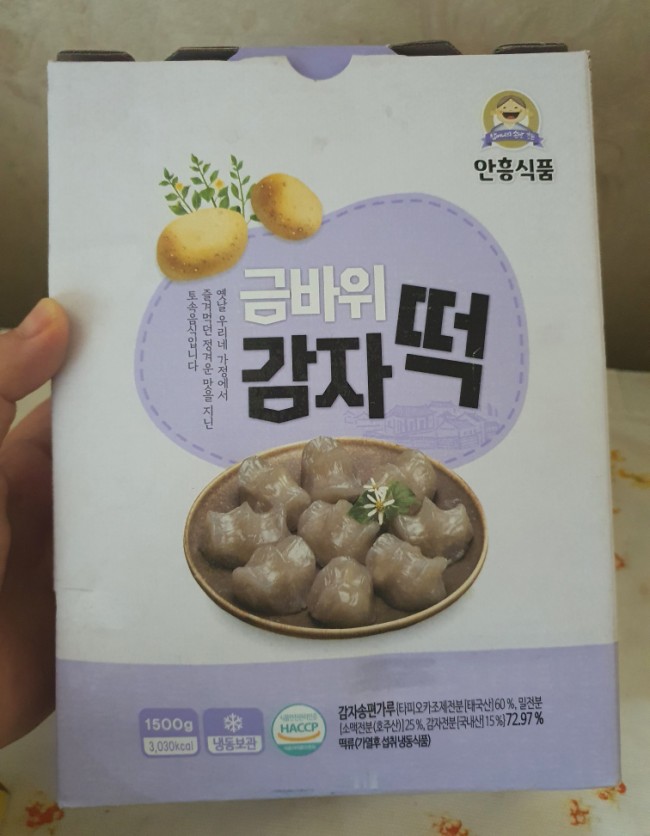 안흥식품
금바위
감자떡
옛날 우리네 가정에서
즐겨먹던 정겨운 맛을 지닌
토속음식입니다
1500g
3,030kcal
냉동보관
HACCP
감자송편가루[타피오카조제전분[태국산]60%, 밀전분
[소맥전분(호주산)]25%, 감자전분[국내산]15%]72.97%
떡류(가열후 섭취 냉동식품)